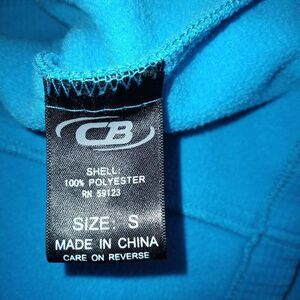 CB
SHELL:
100% POLYESTER
RN 59123
SIZE: S
MADE IN CHINA
CARE ON REVERSE